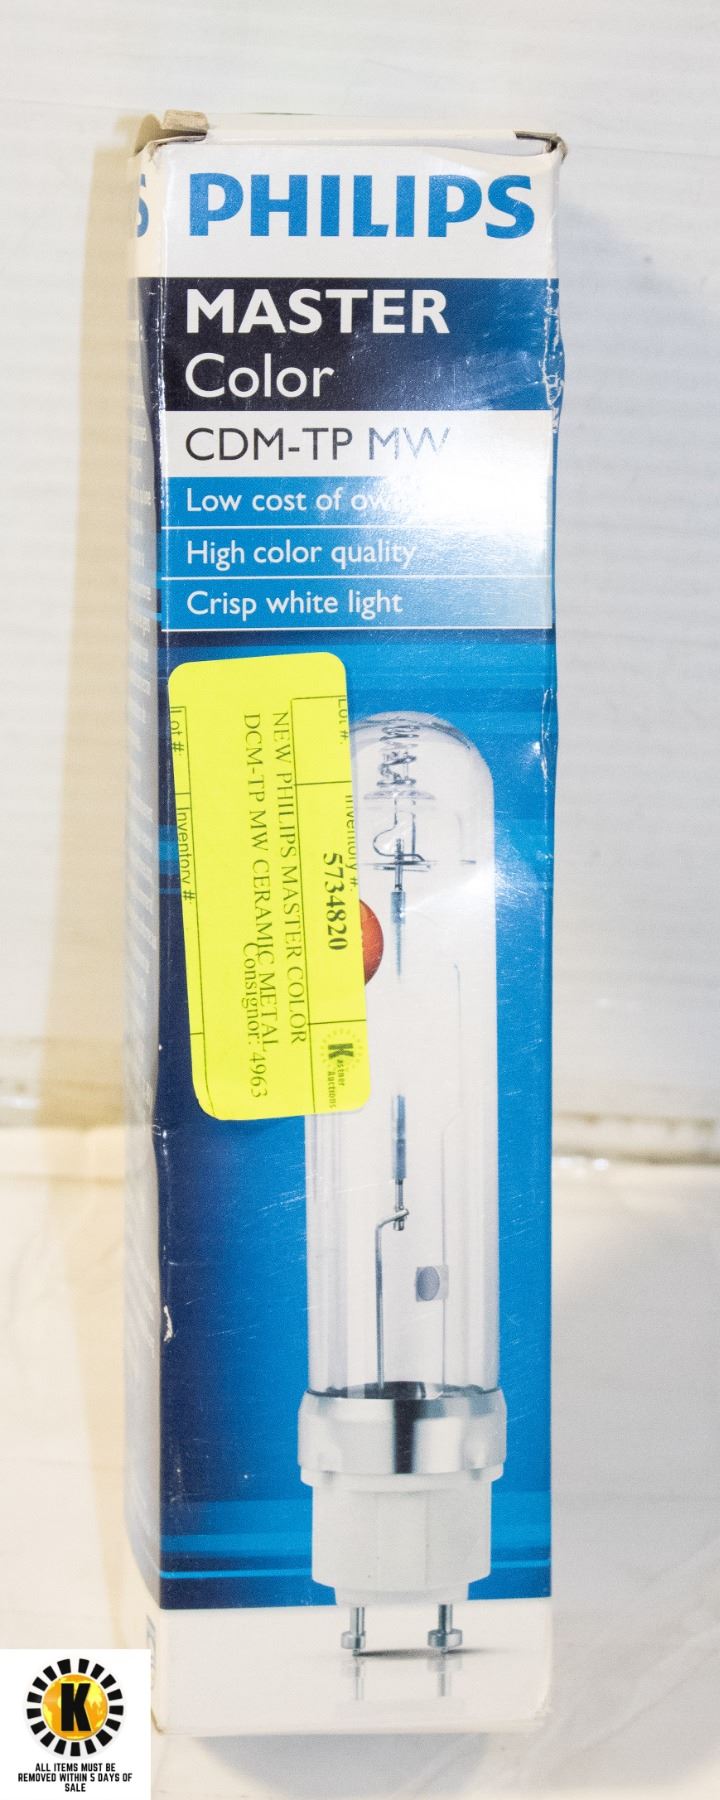 S PHILIPS
MASTER
Color
CDM-TP MW
Low cost of
High color quality
Crisp white light
Lot #:
Inventory #:
5734820
Kastner Auctions
NEW PHILIPS MASTER COLOR
DCM-TP MW CERAMIC METAL
Consignor: 4963
Lot #:
Inventory #:
K
ALL ITEMS MUST BE
REMOVED WITHIN 5 DAYS OF
SALE